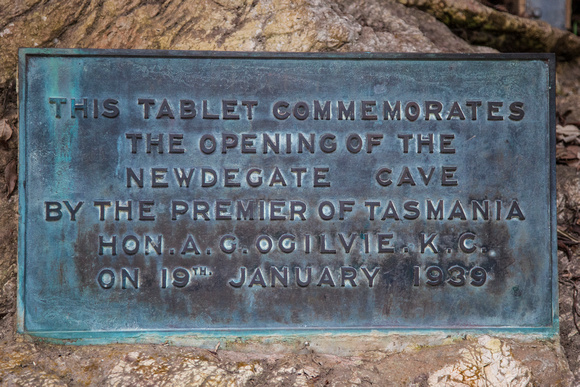 THIS TABLET COMMEMORATES
THE OPENING OF THE
NEWDEGATE CAVE
BY THE PREMIER OF TASMANIA
HON. A. G. OGILVIE. K. C.
ON 19TH. JANUARY 1939